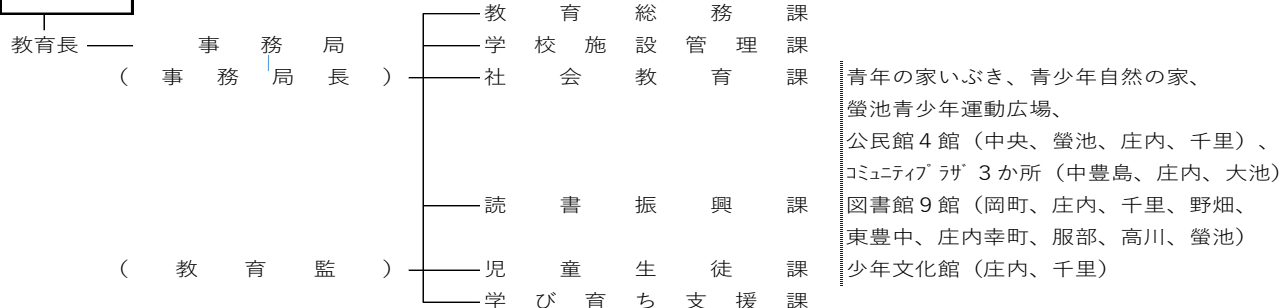 教育総務課
教育長 事務局 学校施設管理課
(事務局長) 社会教育課 青年の家いぶき、青少年自然の家、
螢池青少年運動広場、
公民館4館（中央、螢池、庄内、千里）、
ｺﾐｭﾆﾃｨﾌﾟﾗｻﾞ3か所（中豊島、庄内、大池）
読書振興課 図書館9館（岡町、庄内、千里、野畑、
東豊中、庄内幸町、服部、高川、螢池）
(教育監) 児童生徒課 少年文化館（庄内、千里）
学び育ち支援課